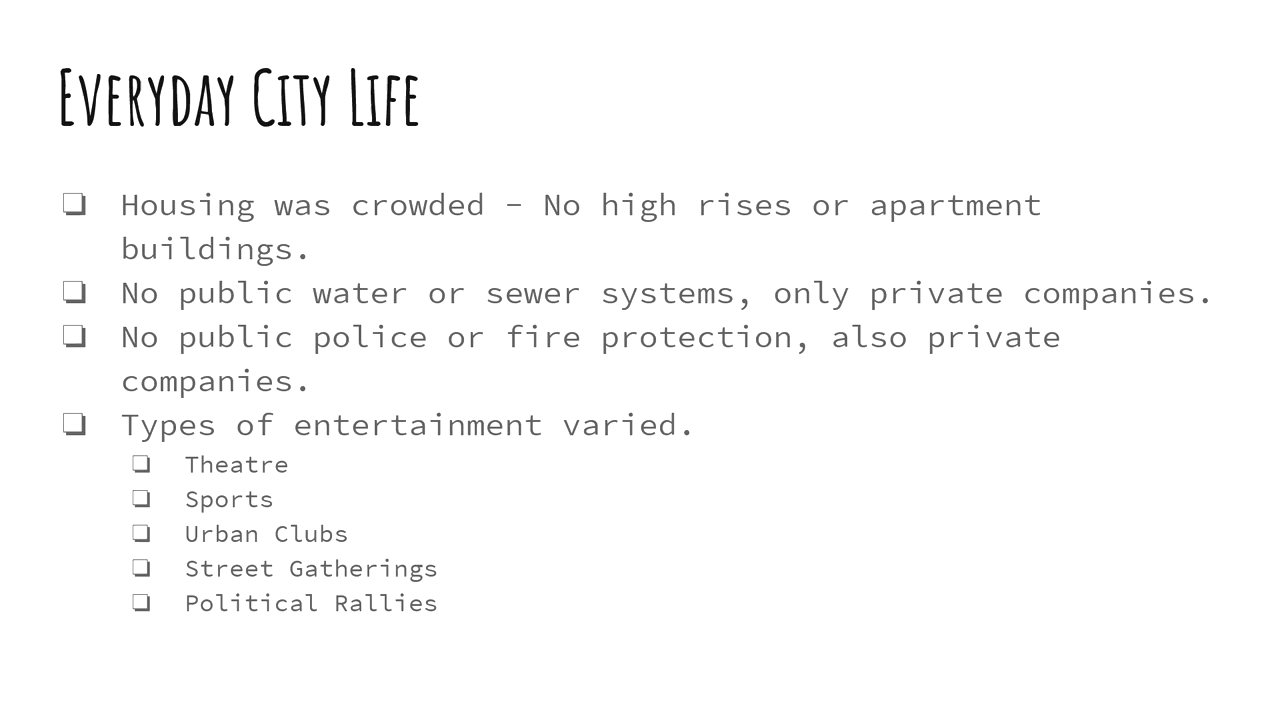 Everyday City Life
❏ Housing was crowded - No high rises or apartment
buildings.
❏ No public water or sewer systems, only private companies.
❏ No public police or fire protection, also private
companies.
❏ Types of entertainment varied.
❏ Theatre
❏ Sports
❏ Urban Clubs
❏ Street Gatherings
❏ Political Rallies